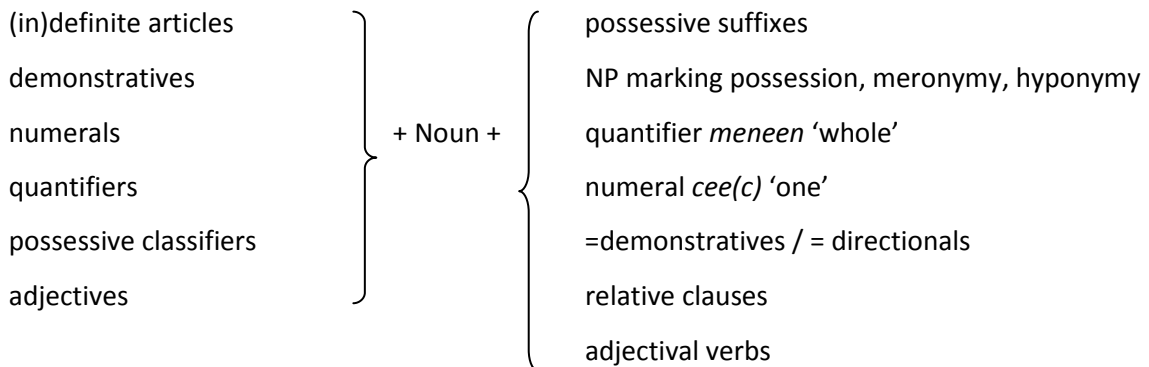 (in)definite articles possessive suffixes
demonstratives NP marking possession, meronymy, hyponymy
numerals + Noun + quantifier meneen ‘whole’
quantifiers numeral cee(c) ‘one’
possessive classifiers =demonstratives / = directionals
adjectives relative clauses
adjectival verbs